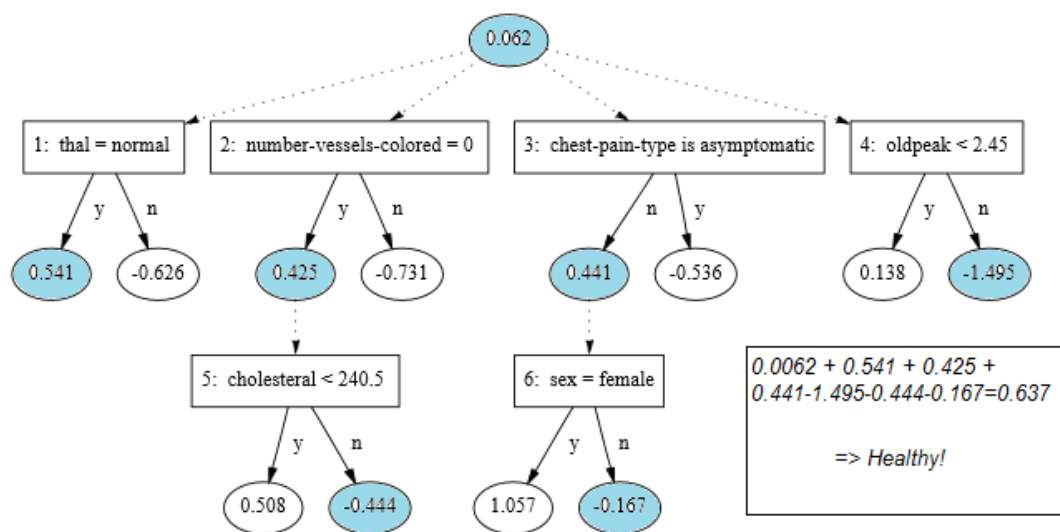 0.062
1: thal = normal
2: number-vessels-colored = 0
3: chest-pain-type is asymptomatic
4: oldpeak < 2.45
y
n
y
n
n
y
y
n
0.541
-0.626
0.425
-0.731
0.441
-0.536
0.138
-1.495
5: cholesteral < 240.5
6: sex = female
y
n
y
n
0.508
-0.444
1.057
-0.167
0.0062 + 0.541 + 0.425 +
0.441-1.495-0.444-0.167=0.637
=> Healthy!